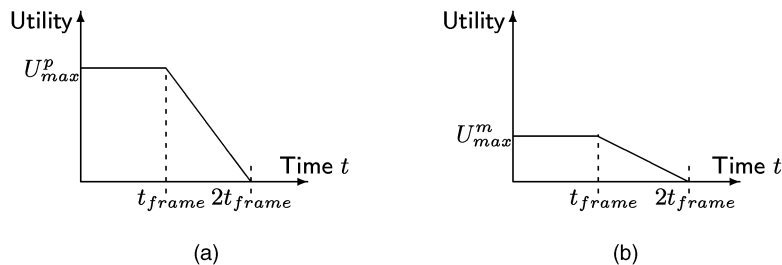 Utility
U^p_max
Time t
t_frame 2t_frame
(a)
Utility
U^m_max
Time t
t_frame 2t_frame
(b)